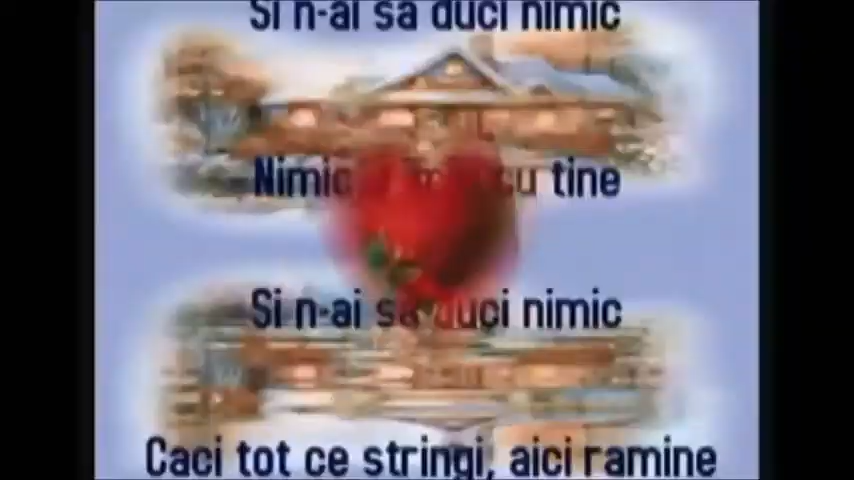 Si n-ai sa duci nimic
Nimic cu tine
Si n-ai sa duci nimic
Caci tot ce stringi, aici ramine